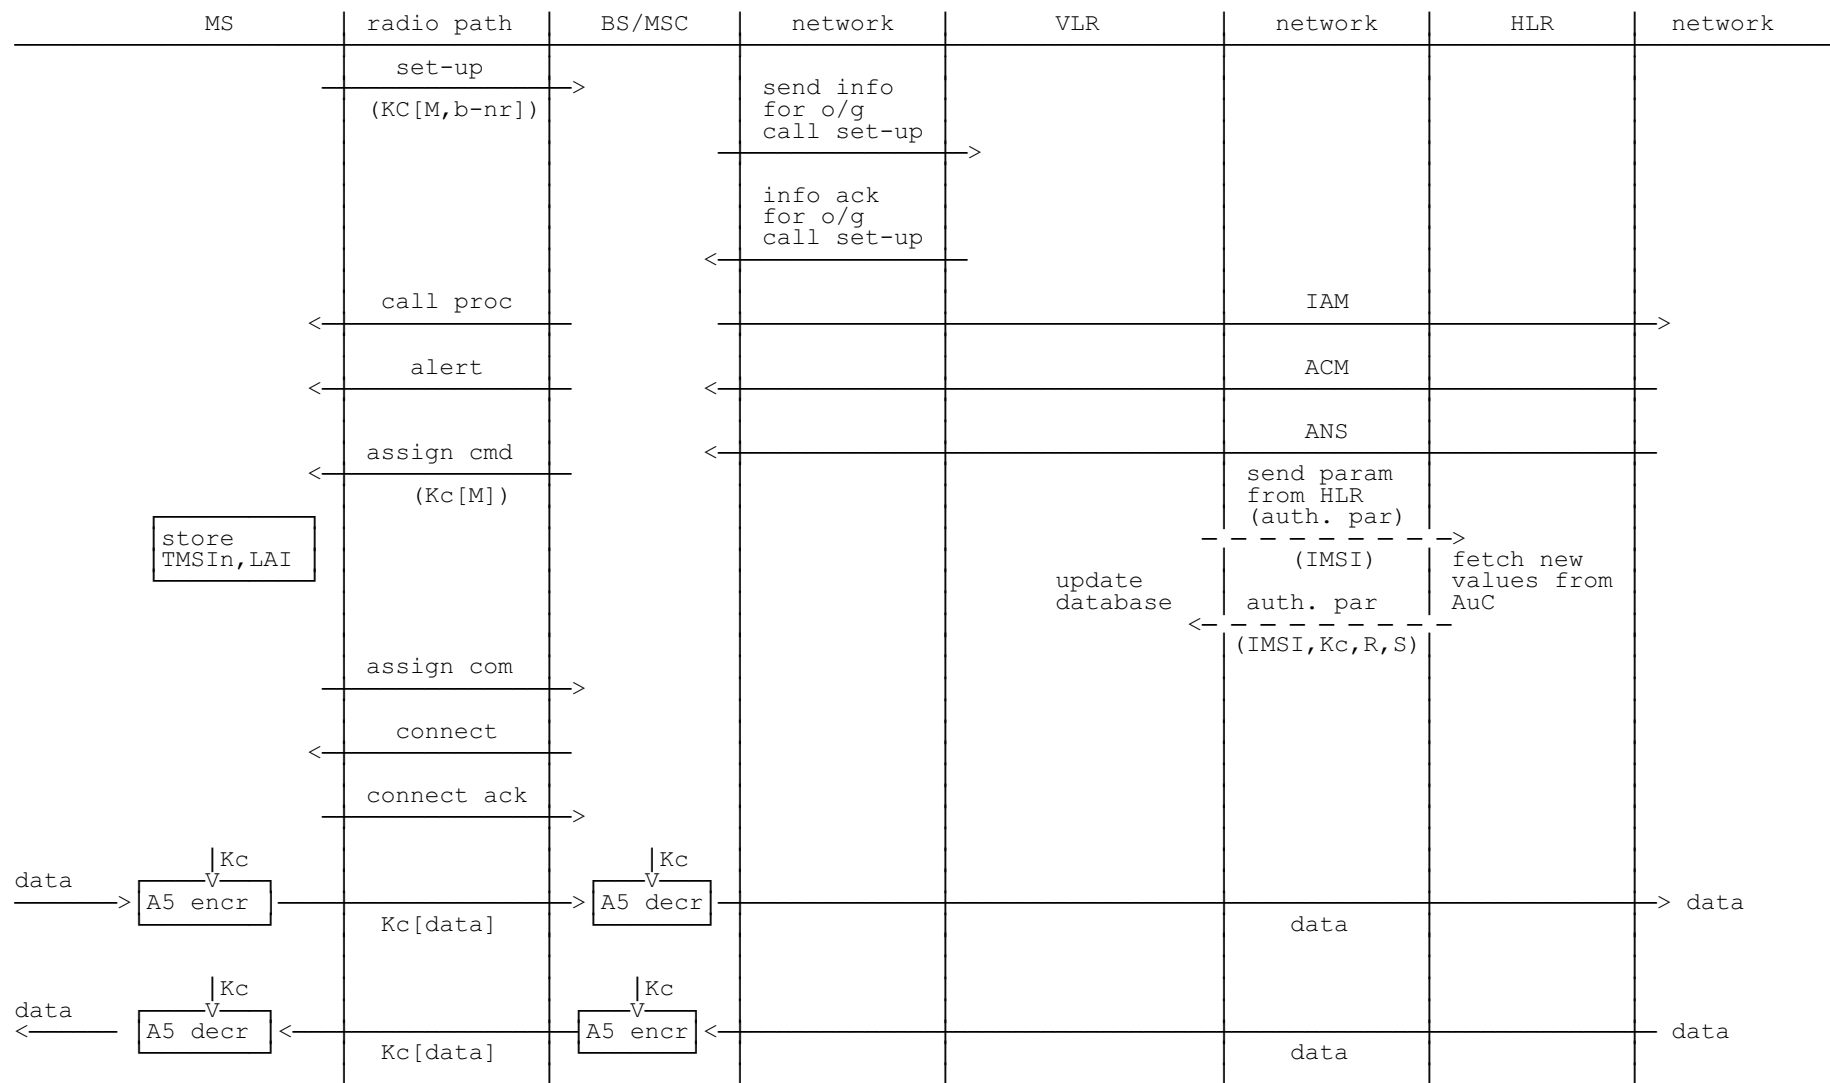 MS radio path BS/MSC network VLR network HLR network
set-up
(KC[M,b-nr])
send info
for o/g
call set-up
info ack
for o/g
call set-up
call proc IAM
alert ACM
ANS
assign cmd
(Kc[M])
send param
from HLR
(auth. par)
store
TMSIn,LAI
(IMSI)
fetch new
values from
AuC
update
database
auth. par
(IMSI,Kc,R,S)
assign com
connect
connect ack
Kc Kc
data
A5 encr A5 decr data
Kc[data] data
Kc Kc
data
A5 decr A5 encr data
Kc[data] data